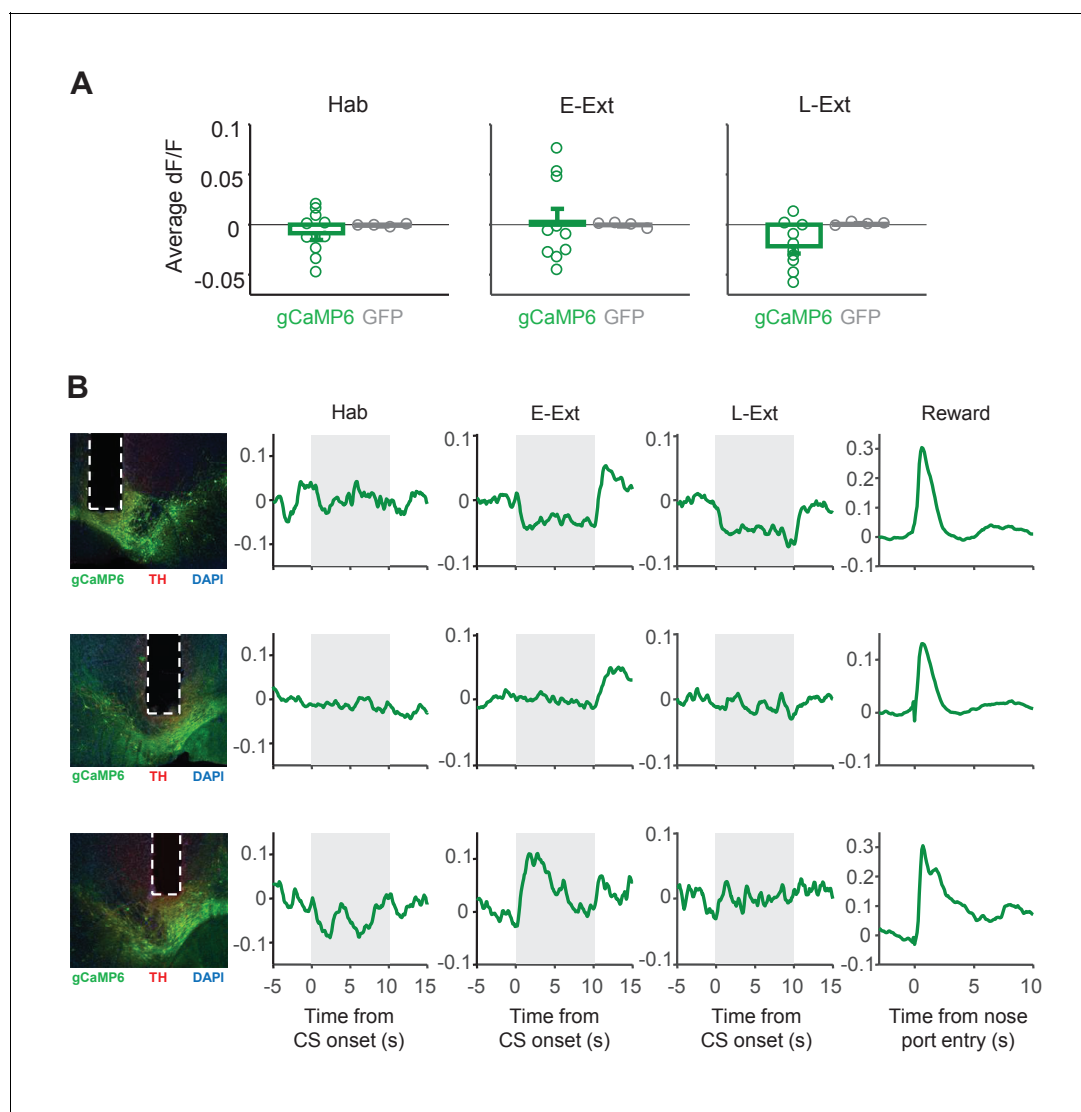 A
Hab
E-Ext
L-Ext
Average dF/F
0.1
0.05
0
-0.05
gCaMP6 GFP
gCaMP6 GFP
gCaMP6 GFP
B
Hab
E-Ext
L-Ext
Reward
0.1
0
-0.1
0.1
0
-0.1
0.1
0
-0.1
0.3
0.2
0.1
0
-0.1
gCaMP6 TH DAPI
0.1
0
-0.1
0.1
0
-0.1
0.1
0
-0.1
0.1
0
-0.1
gCaMP6 TH DAPI
0.1
0
-0.1
0.1
0
-0.1
0.1
0
-0.1
0.3
0.2
0.1
0
-0.1
gCaMP6 TH DAPI
-5 0 5 10 15
-5 0 5 10 15
-5 0 5 10 15
0 5 10
Time from
CS onset (s)
Time from
CS onset (s)
Time from
CS onset (s)
Time from nose
port entry (s)